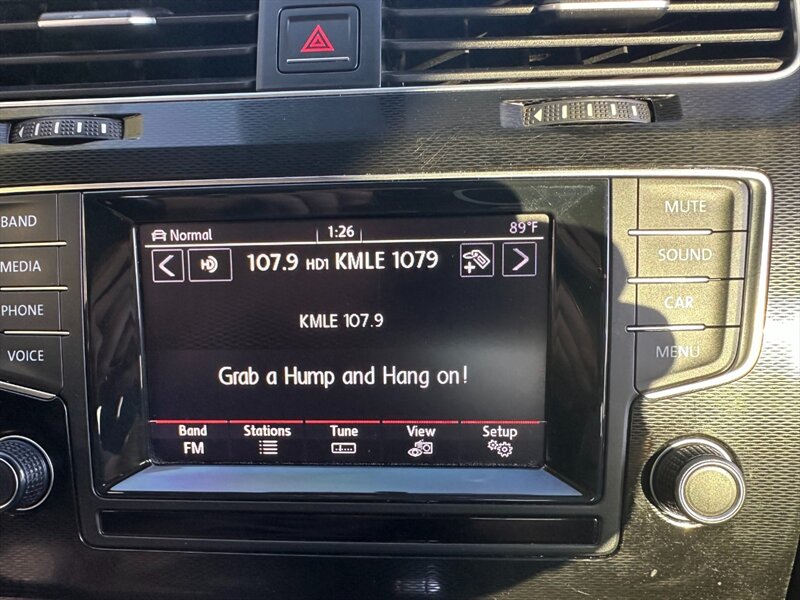 BAND
MEDIA
PHONE
VOICE
Normal 1:26 89°F
107.9 HD1 KMLE 1079
KMLE 107.9
Grab a Hump and Hang on!
Band Stations Tune View Setup
FM
MUTE
SOUND
CAR
MENU